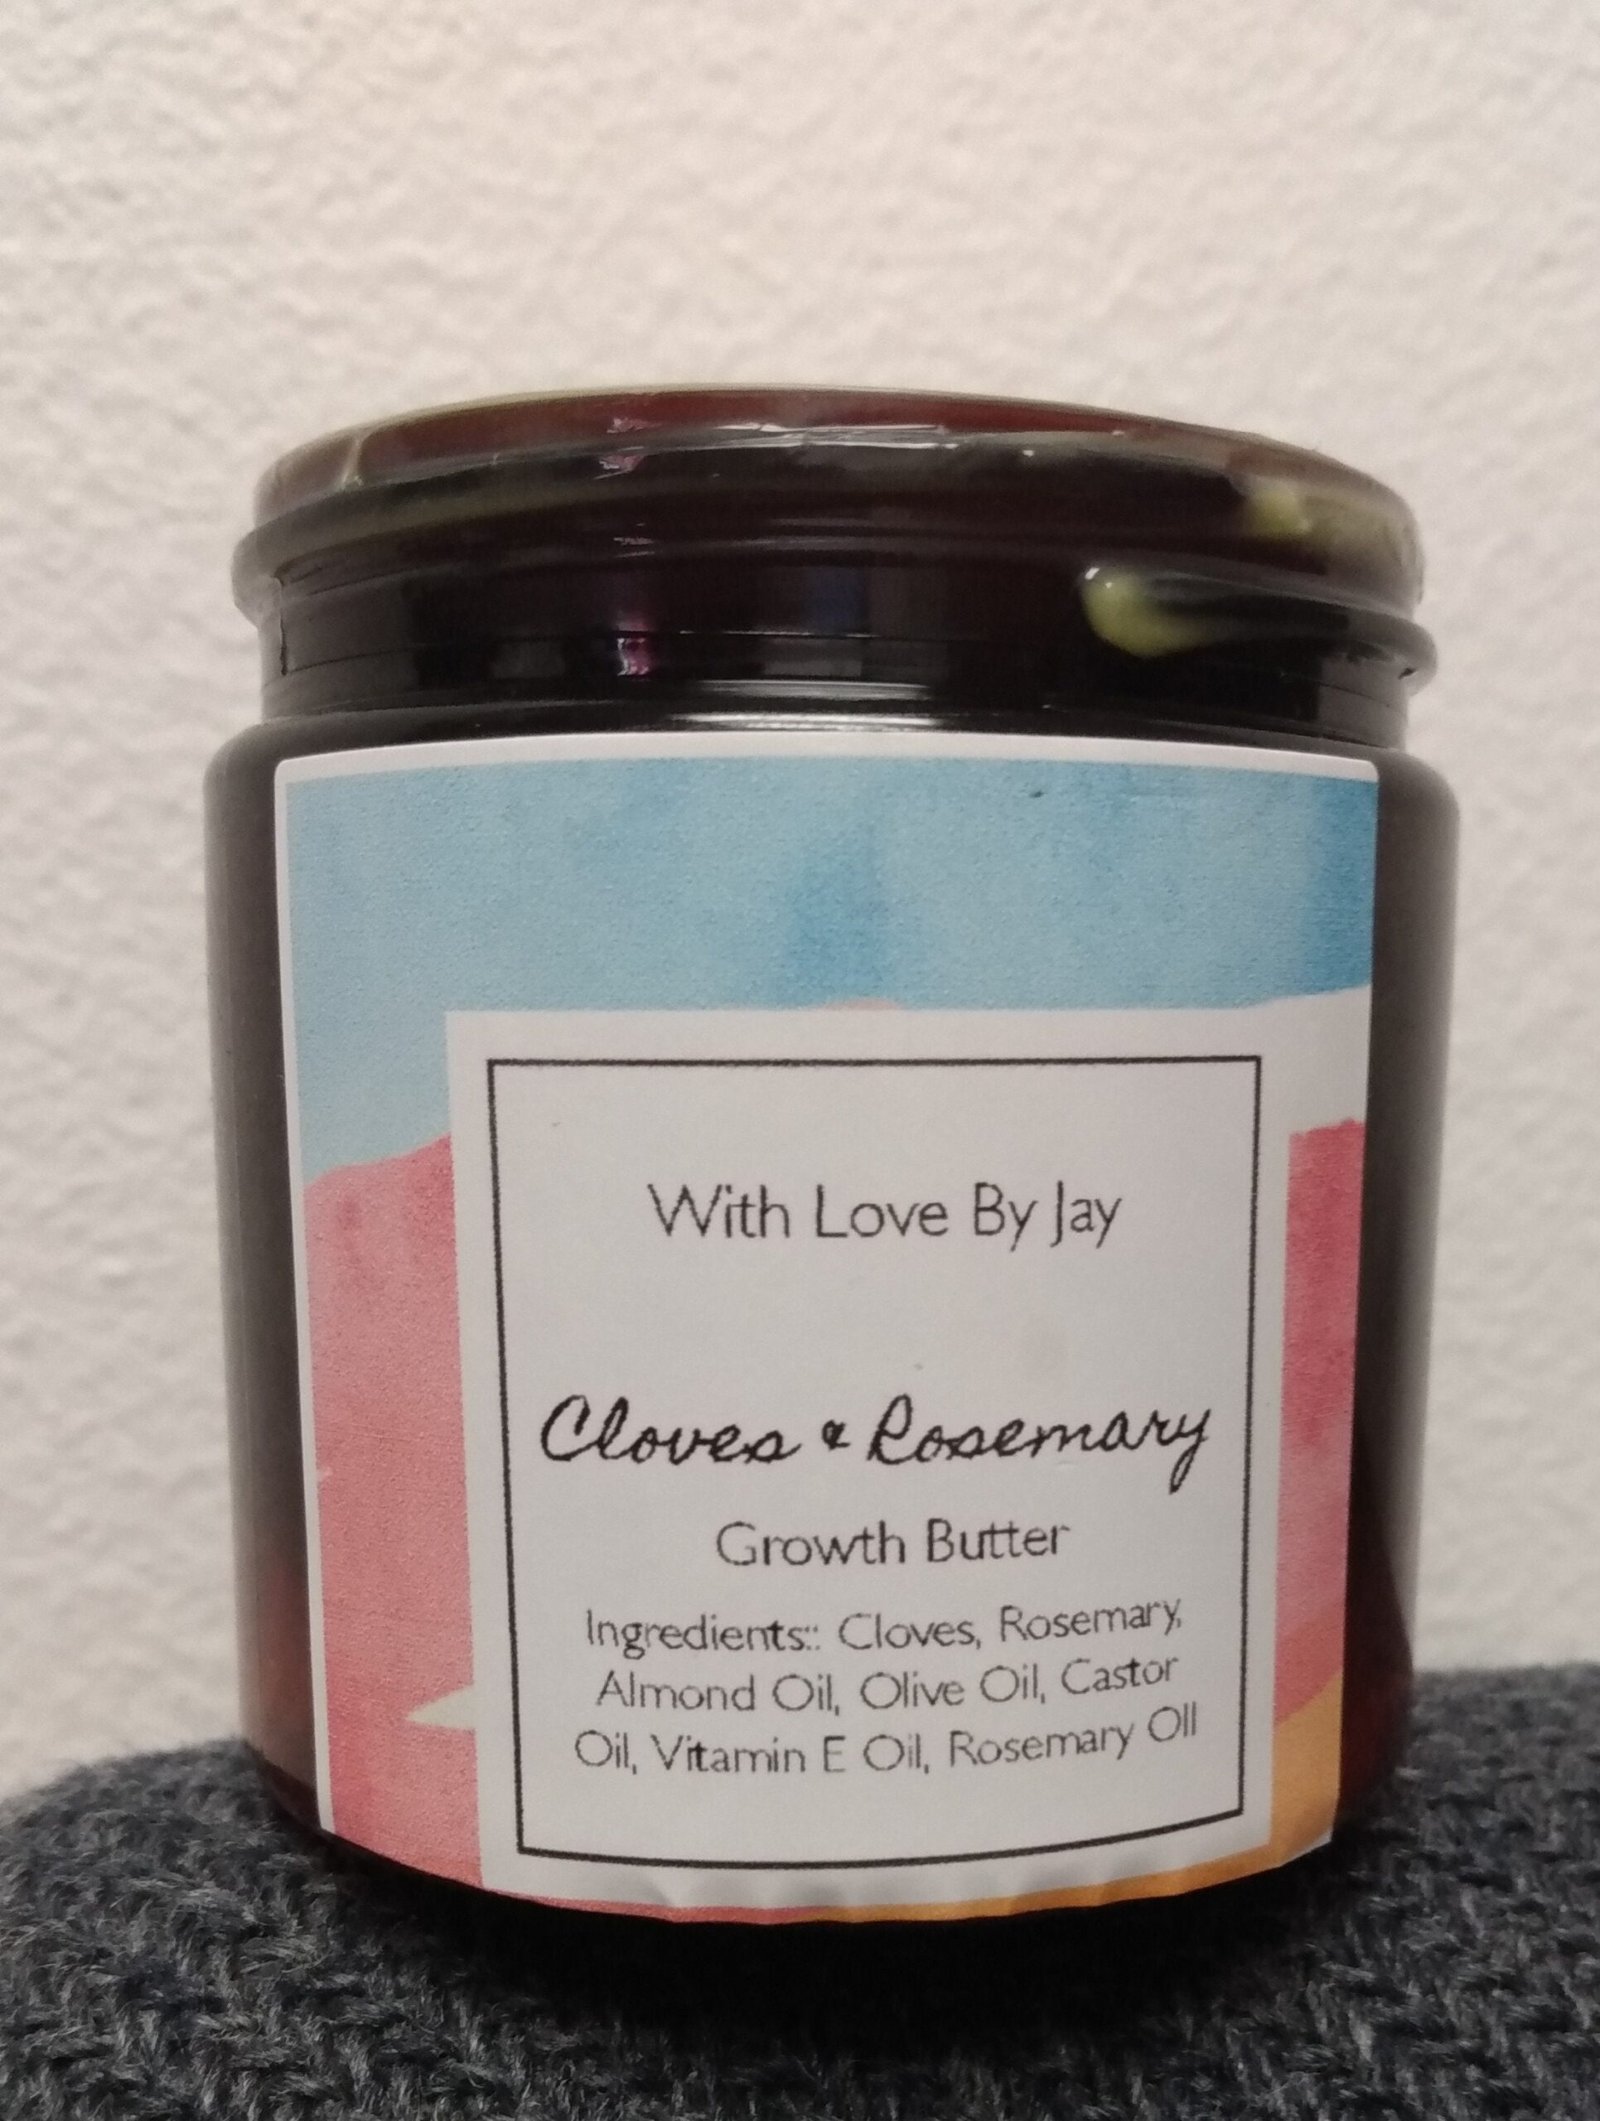 With Love By Jay
Cloves & Rosemary
Growth Butter
Ingredients:: Cloves, Rosemary,
Almond Oil, Olive Oil, Castor
Oil, Vitamin E Oil, Rosemary Oll